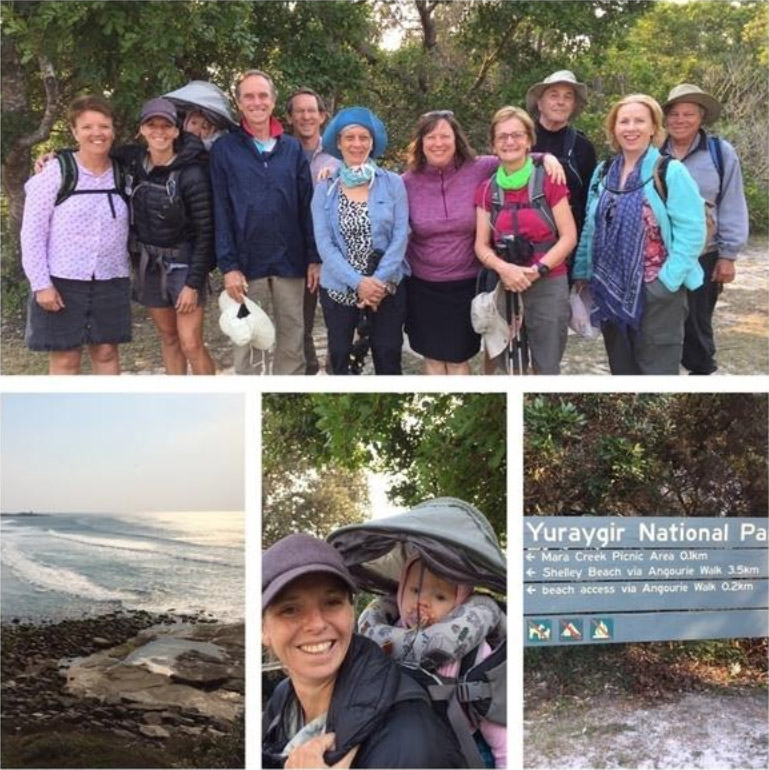 Yuraygir National Pa
← Mara Creek Picnic Area 0.1km
← Shelley Beach via Angourie Walk 3.5km
← beach access via Angourie Walk 0.2km